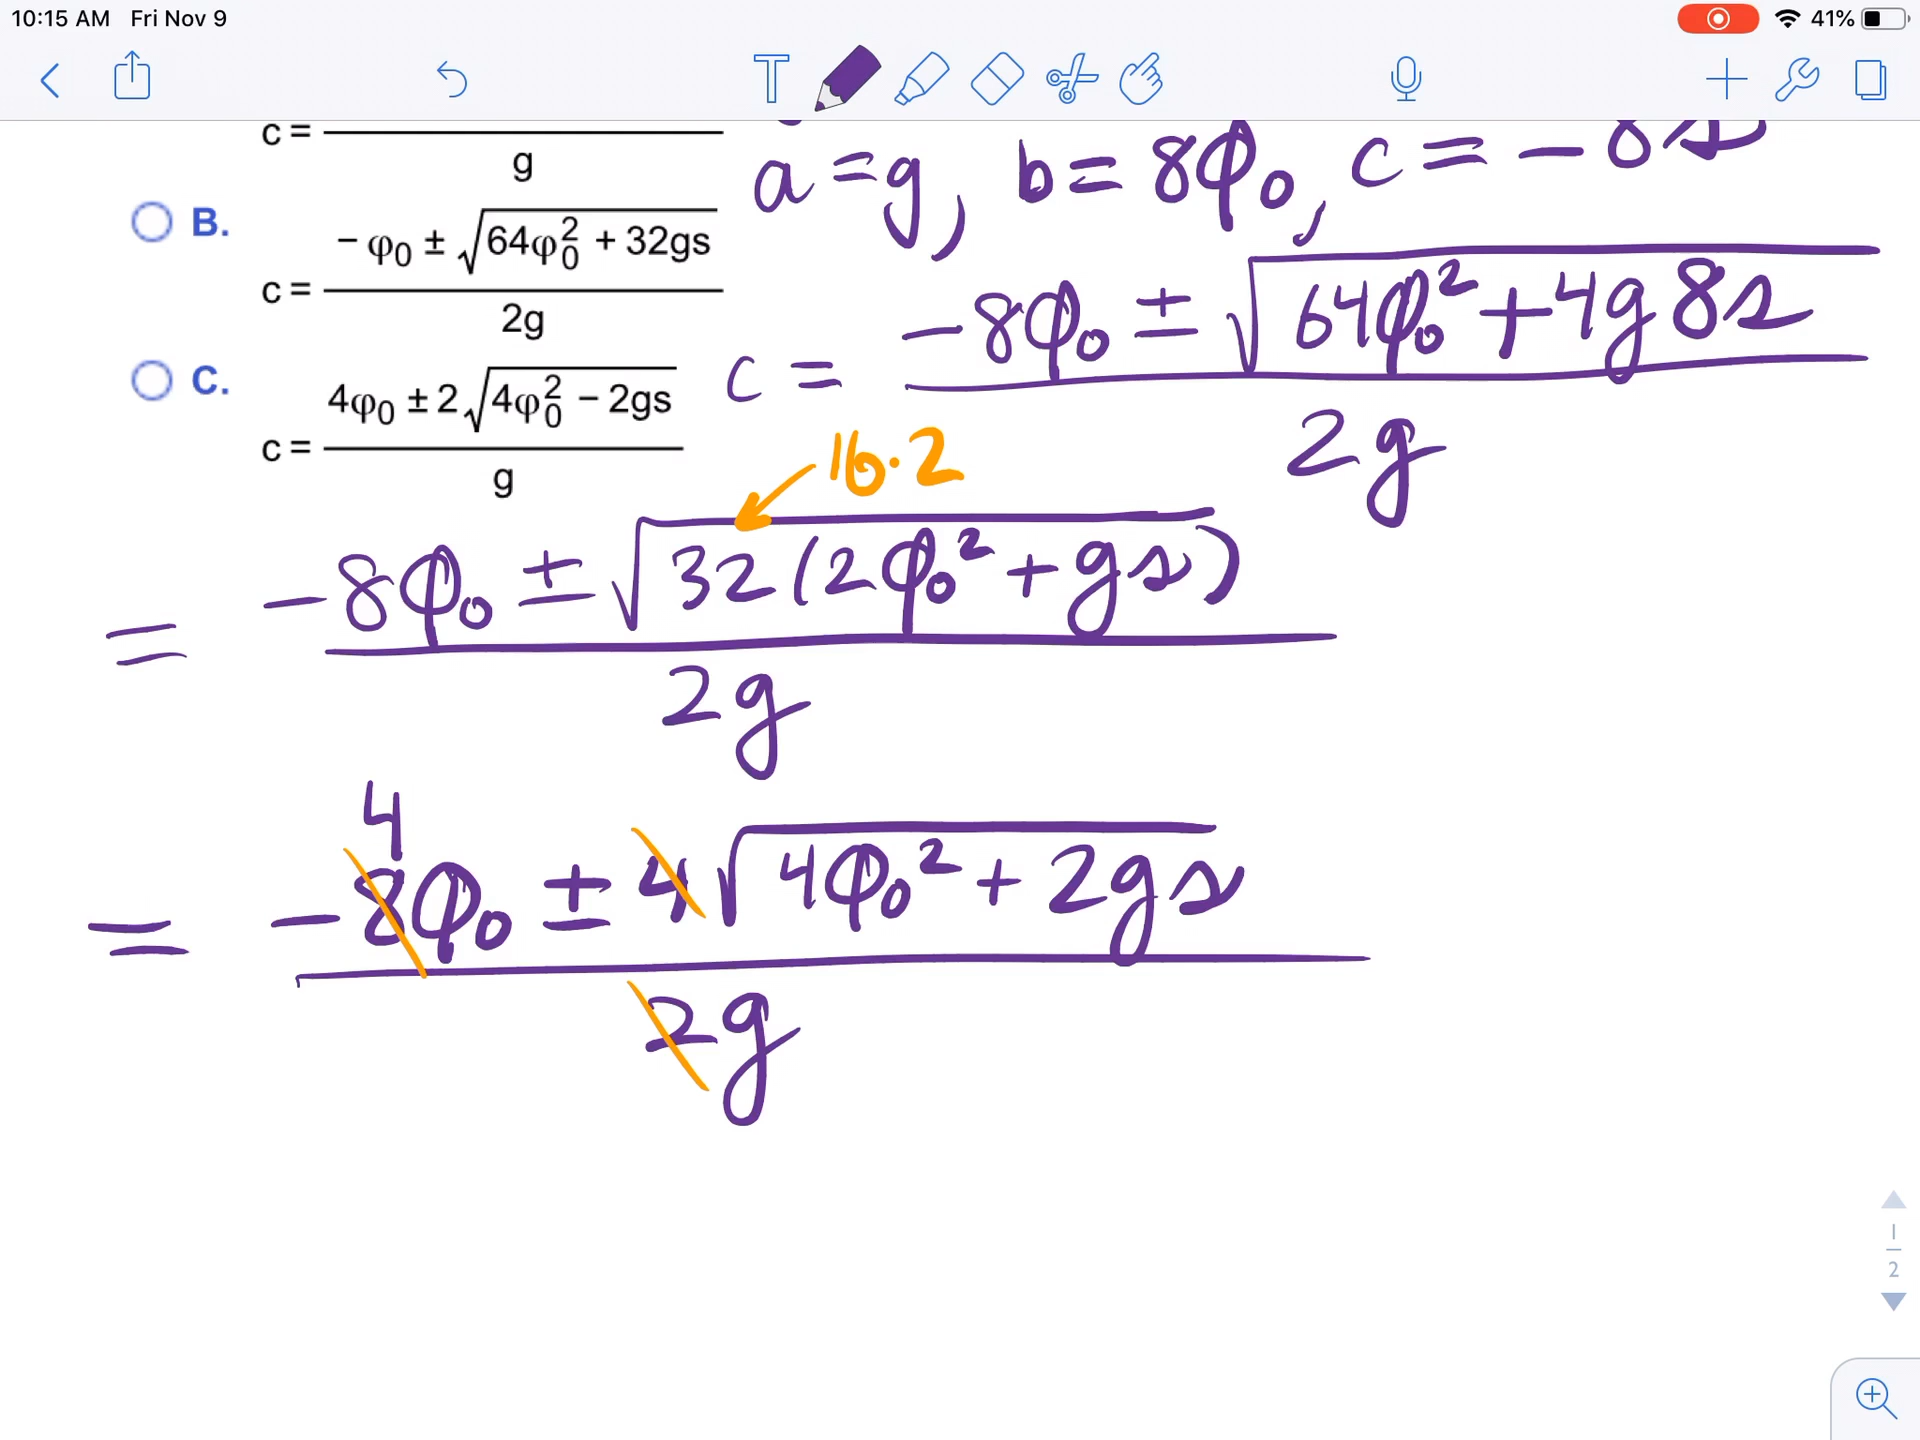 10:15 AM Fri Nov 9 41%
T
c =
g
a = g, b = 8φ₀, c = −8s
B.
c = (−φ₀ ± √(64φ₀² + 32gs)) / 2g
c = (−8φ₀ ± √(64φ₀² + 4g8s)) / 2g
C.
c = (4φ₀ ± 2√(4φ₀² − 2gs)) / g
16·2
= (−8φ₀ ± √(32(2φ₀² + gs))) / 2g
4
= (−8φ₀ ± 4√(4φ₀² + 2gs)) / 2g
1
2